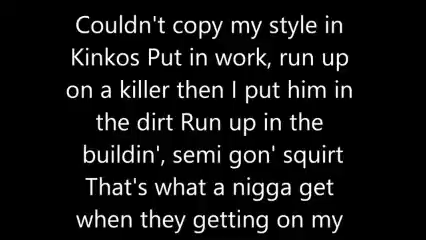 Couldn't copy my style in
Kinkos Put in work, run up
on a killer then I put him in
the dirt Run up in the
buildin', semi gon' squirt
That's what a nigga get
when they getting on my